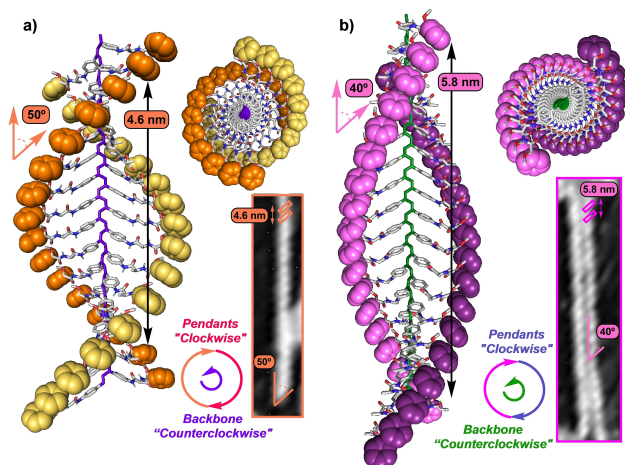 a)
50º
4.6 nm
4.6 nm
50º
Pendants
"Clockwise"
Backbone
“Counterclockwise"
b)
40º
5.8 nm
5.8 nm
40º
Pendants
"Clockwise"
Backbone
“Counterclockwise"